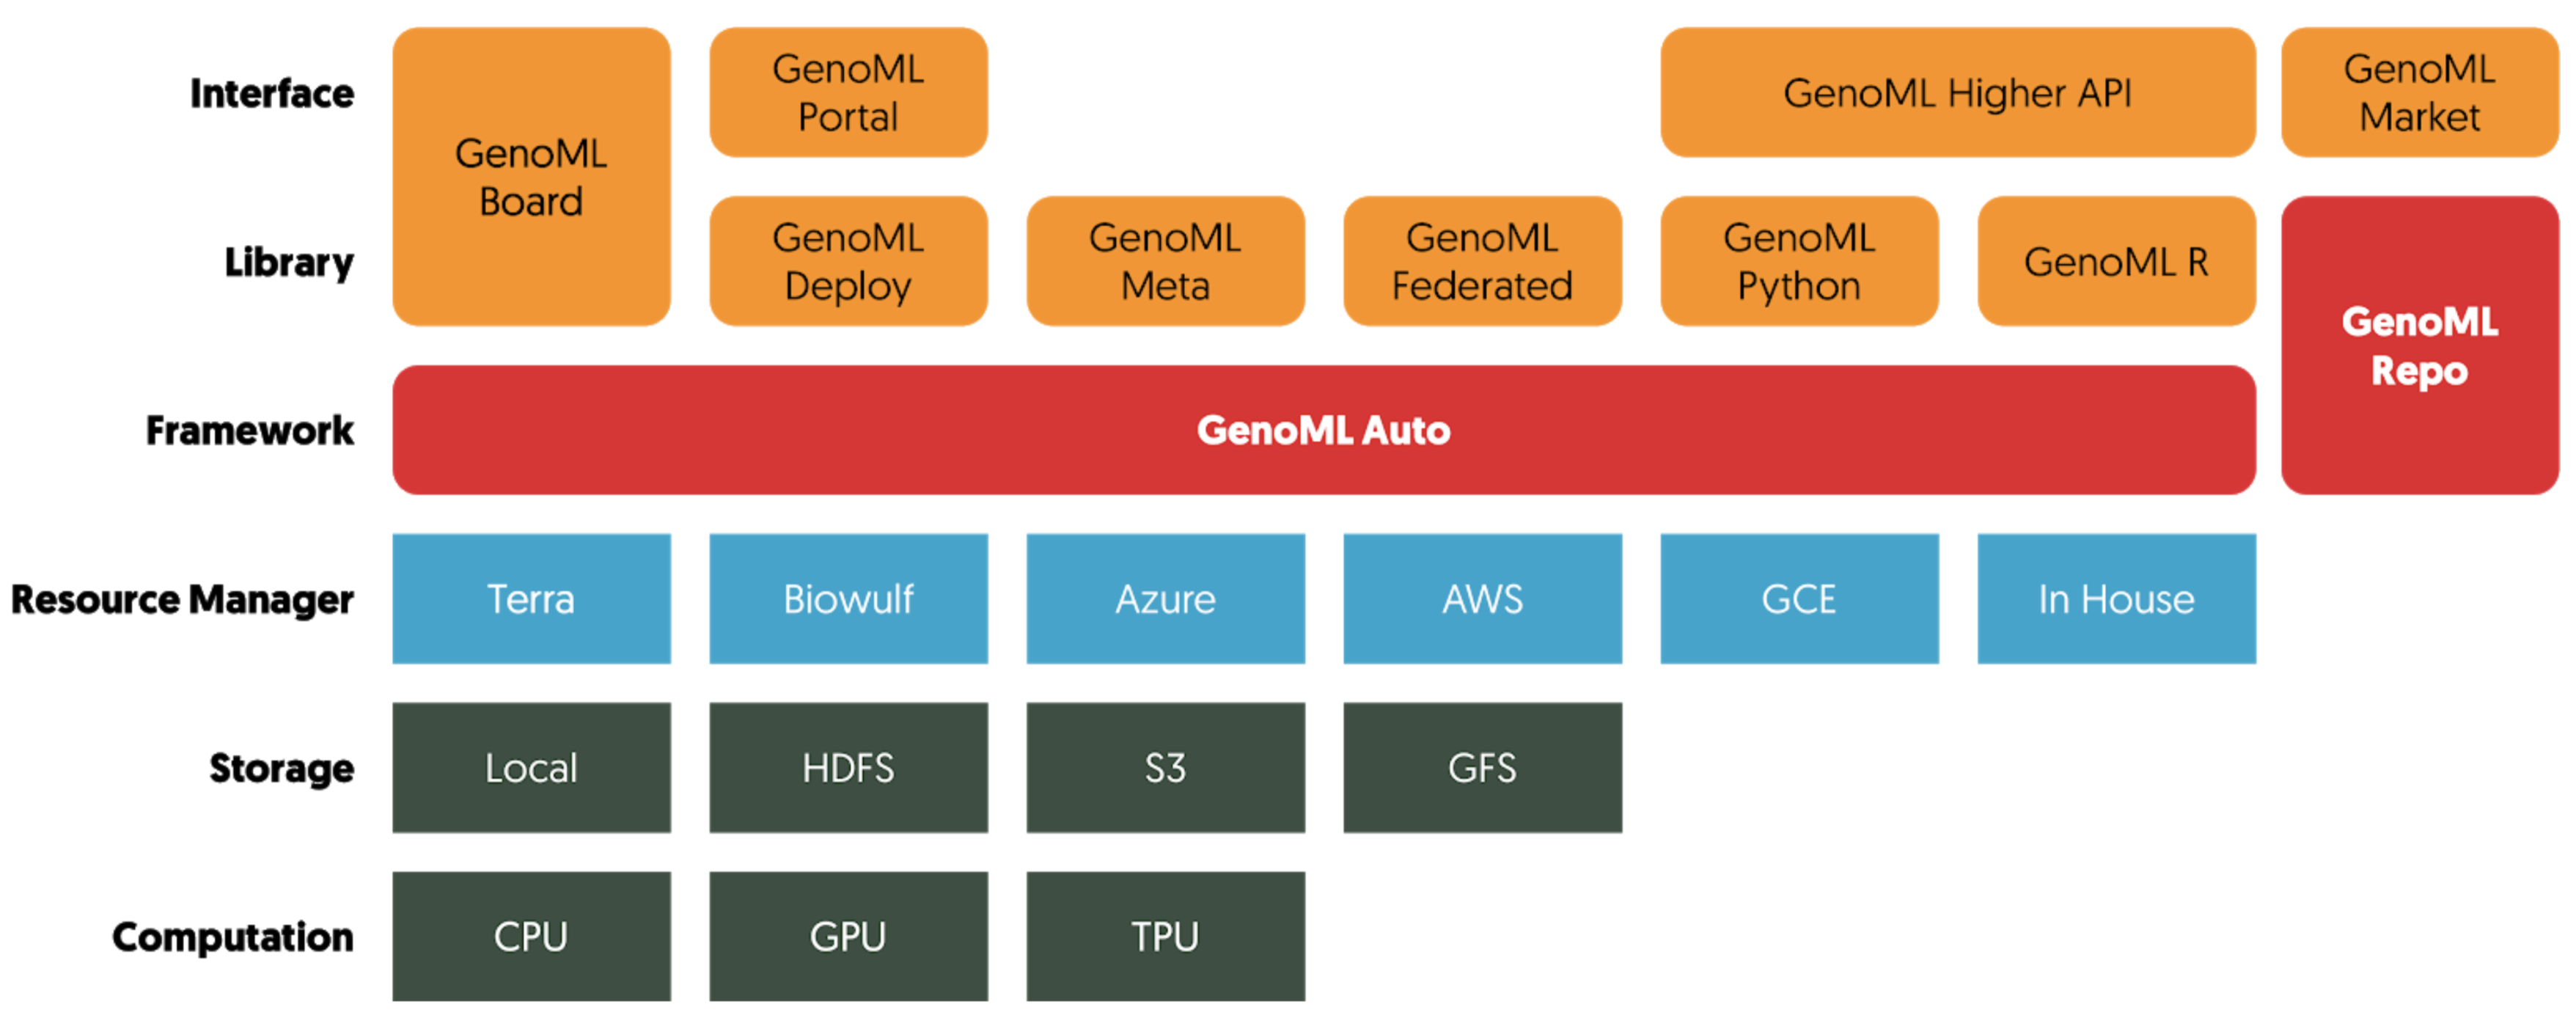 Interface
GenoML
Board
GenoML
Portal
GenoML Higher API
GenoML
Market
Library
GenoML
Deploy
GenoML
Meta
GenoML
Federated
GenoML
Python
GenoML R
GenoML
Repo
Framework
GenoML Auto
Resource Manager
Terra
Biowulf
Azure
AWS
GCE
In House
Storage
Local
HDFS
S3
GFS
Computation
CPU
GPU
TPU